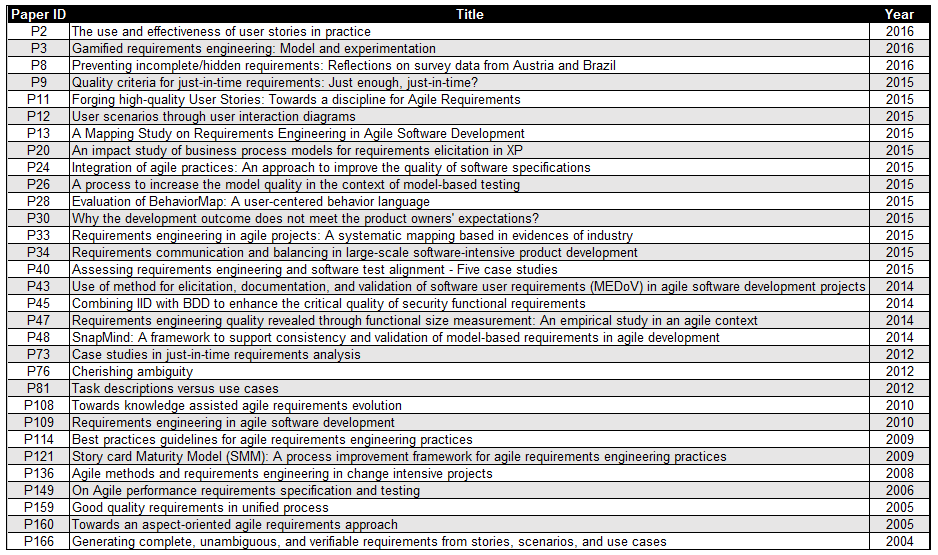 Paper ID Title Year
P2 The use and effectiveness of user stories in practice 2016
P3 Gamified requirements engineering: Model and experimentation 2016
P8 Preventing incomplete/hidden requirements: Reflections on survey data from Austria and Brazil 2016
P9 Quality criteria for just-in-time requirements: Just enough, just-in-time? 2015
P11 Forging high-quality User Stories: Towards a discipline for Agile Requirements 2015
P12 User scenarios through user interaction diagrams 2015
P13 A Mapping Study on Requirements Engineering in Agile Software Development 2015
P20 An impact study of business process models for requirements elicitation in XP 2015
P24 Integration of agile practices: An approach to improve the quality of software specifications 2015
P26 A process to increase the model quality in the context of model-based testing 2015
P28 Evaluation of BehaviorMap: A user-centered behavior language 2015
P30 Why the development outcome does not meet the product owners' expectations? 2015
P33 Requirements engineering in agile projects: A systematic mapping based in evidences of industry 2015
P34 Requirements communication and balancing in large-scale software-intensive product development 2015
P40 Assessing requirements engineering and software test alignment - Five case studies 2015
P43 Use of method for elicitation, documentation, and validation of software user requirements (MEDoV) in agile software development projects 2014
P45 Combining IID with BDD to enhance the critical quality of security functional requirements 2014
P47 Requirements engineering quality revealed through functional size measurement: An empirical study in an agile context 2014
P48 SnapMind: A framework to support consistency and validation of model-based requirements in agile development 2014
P73 Case studies in just-in-time requirements analysis 2012
P76 Cherishing ambiguity 2012
P81 Task descriptions versus use cases 2012
P108 Towards knowledge assisted agile requirements evolution 2010
P109 Requirements engineering in agile software development 2010
P114 Best practices guidelines for agile requirements engineering practices 2009
P121 Story card Maturity Model (SMM): A process improvement framework for agile requirements engineering practices 2009
P136 Agile methods and requirements engineering in change intensive projects 2008
P149 On Agile performance requirements specification and testing 2006
P159 Good quality requirements in unified process 2005
P160 Towards an aspect-oriented agile requirements approach 2005
P166 Generating complete, unambiguous, and verifiable requirements from stories, scenarios, and use cases 2004